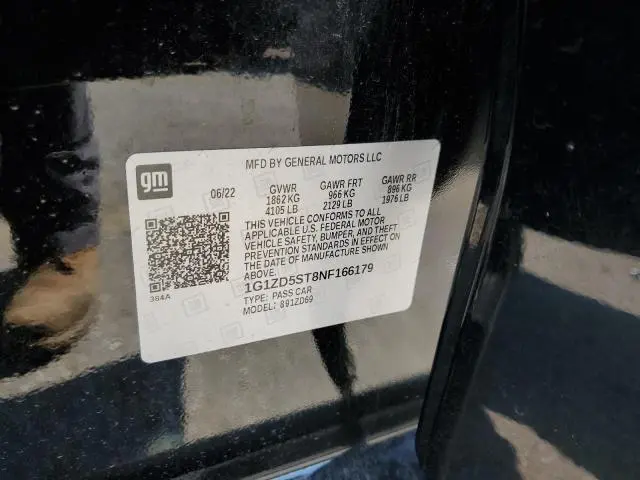 MFD BY GENERAL MOTORS LLC
gm
06/22 GVWR GAWR FRT GAWR RR
1862 KG 966 KG 896 KG
4105 LB 2129 LB 1976 LB
THIS VEHICLE CONFORMS TO ALL
APPLICABLE U.S. FEDERAL MOTOR
VEHICLE SAFETY, BUMPER, AND THEFT
PREVENTION STANDARDS IN EFFECT ON
THE DATE OF MANUFACTURE SHOWN
ABOVE.
1G1ZD5ST8NF166179
TYPE: PASS CAR
MODEL: 891ZD69
384A